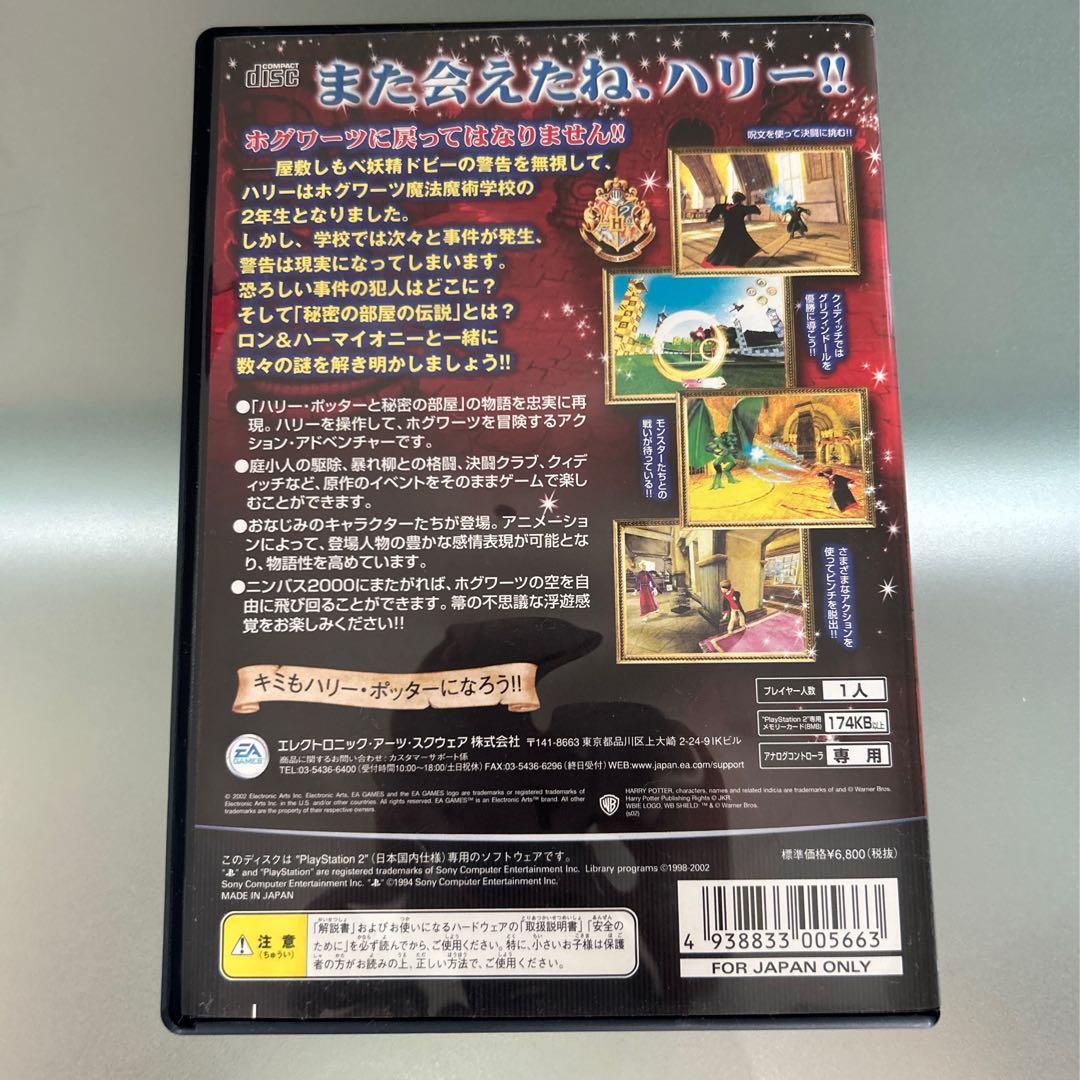 COMPACT
disc
また会えたね、ハリー!!
ホグワーツに戻ってはなりません!!
――屋敷しもべ妖精ドビーの警告を無視して、
ハリーはホグワーツ魔法魔術学校の
2年生となりました。
しかし、学校では次々と事件が発生、
警告は現実になってしまいます。
恐ろしい事件の犯人はどこに?
そして「秘密の部屋の伝説」とは?
ロン&ハーマイオニーと一緒に
数々の謎を解き明かしましょう!!
呪文を使って決闘に挑む!!
クィディッチでは
グリフィンドールを
優勝に導こう!!
モンスターたちとの
戦いが待っている!!
さまざまなアクションを
使ってピンチを脱出!!
●「ハリー・ポッターと秘密の部屋」の物語を忠実に再
現。ハリーを操作して、ホグワーツを冒険するアク
ション・アドベンチャーです。
●庭小人の駆除、暴れ柳との格闘、決闘クラブ、クィデ
ィッチなど、原作のイベントをそのままゲームで楽し
むことができます。
●おなじみのキャラクターたちが登場。アニメーショ
ンによって、登場人物の豊かな感情表現が可能とな
り、物語性を高めています。
●ニンバス2000にまたがれば、ホグワーツの空を自
由に飛び回ることができます。箒の不思議な浮遊感
覚をお楽しみください!!
キミもハリー・ポッターになろう!!
プレイヤー人数 1人
"PlayStation 2"専用
メモリーカード(8MB) 174KB以上
アナログコントローラ 専用
EA
GAMES
エレクトロニック・アーツ・スクウェア 株式会社 〒141-8663 東京都品川区上大崎 2-24-9 IKビル
商品に関するお問い合わせ:カスタマーサポート係
TEL:03-5436-6400(受付時間10:00~18:00/土日祝休) FAX:03-5436-6296(終日受付) WEB:www.japan.ea.com/support
© 2002 Electronic Arts Inc. Electronic Arts, EA GAMES and the EA GAMES logo are trademarks or registered trademarks of
Electronic Arts Inc. in the U.S. and/or other countries. All rights reserved. EA GAMES™ is an Electronic Arts™ brand. All other
trademarks are the property of their respective owners.
WB
HARRY POTTER, characters, names and related indicia are trademarks of and © Warner Bros.
Harry Potter Publishing Rights © JKR.
WBIE LOGO, WB SHIELD: ™ & © Warner Bros.
(s02)
このディスクは "PlayStation 2"(日本国内仕様)専用のソフトウェアです。
" " and "PlayStation" are registered trademarks of Sony Computer Entertainment Inc. Library programs ©1998-2002
Sony Computer Entertainment Inc. " " ©1994 Sony Computer Entertainment Inc.
MADE IN JAPAN
標準価格¥6,800(税抜)
注意
(ちゅうい)
「解説書」およびお使いになるハードウェアの「取扱説明書」「安全の
ために」を必ず読んでから、ご使用ください。特に、小さいお子様は保護
者の方がお読みの上、正しい方法で、ご使用ください。
4 938833 005663
FOR JAPAN ONLY